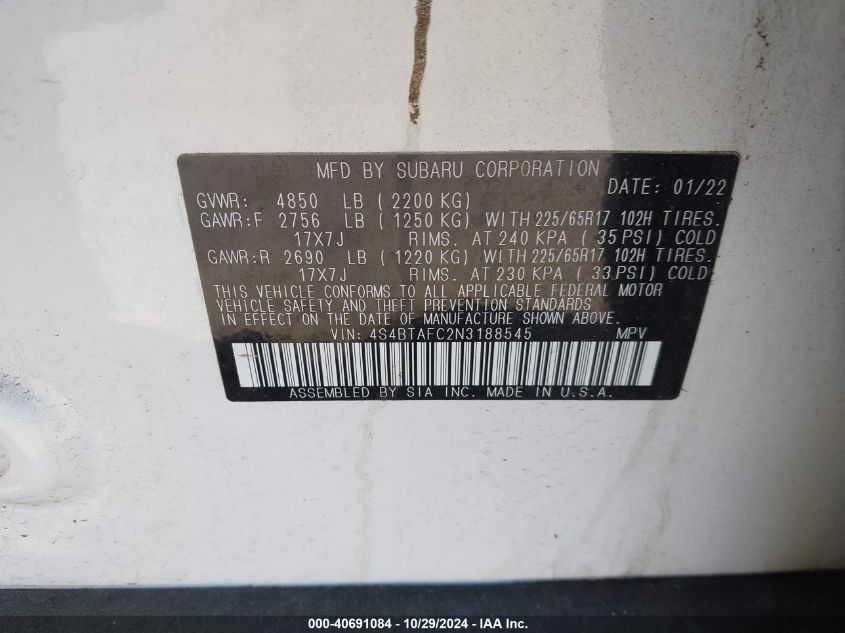 MFD BY SUBARU CORPORATION
DATE: 01/22
GVWR: 4850 LB ( 2200 KG)
GAWR:F 2756 LB ( 1250 KG) WITH 225/65R17 102H TIRES.
17X7J RIMS. AT 240 KPA ( 35 PSI) COLD
GAWR:R 2690 LB ( 1220 KG) WITH 225/65R17 102H TIRES.
17X7J RIMS. AT 230 KPA ( 33 PSI) COLD
THIS VEHICLE CONFORMS TO ALL APPLICABLE FEDERAL MOTOR
VEHICLE SAFETY AND THEFT PREVENTION STANDARDS
IN EFFECT ON THE DATE OF MANUFACTURE SHOWN ABOVE.
VIN: 4S4BTAFC2N3188545 MPV
ASSEMBLED BY SIA INC. MADE IN U.S.A.
000-40691084 - 10/29/2024 - IAA Inc.